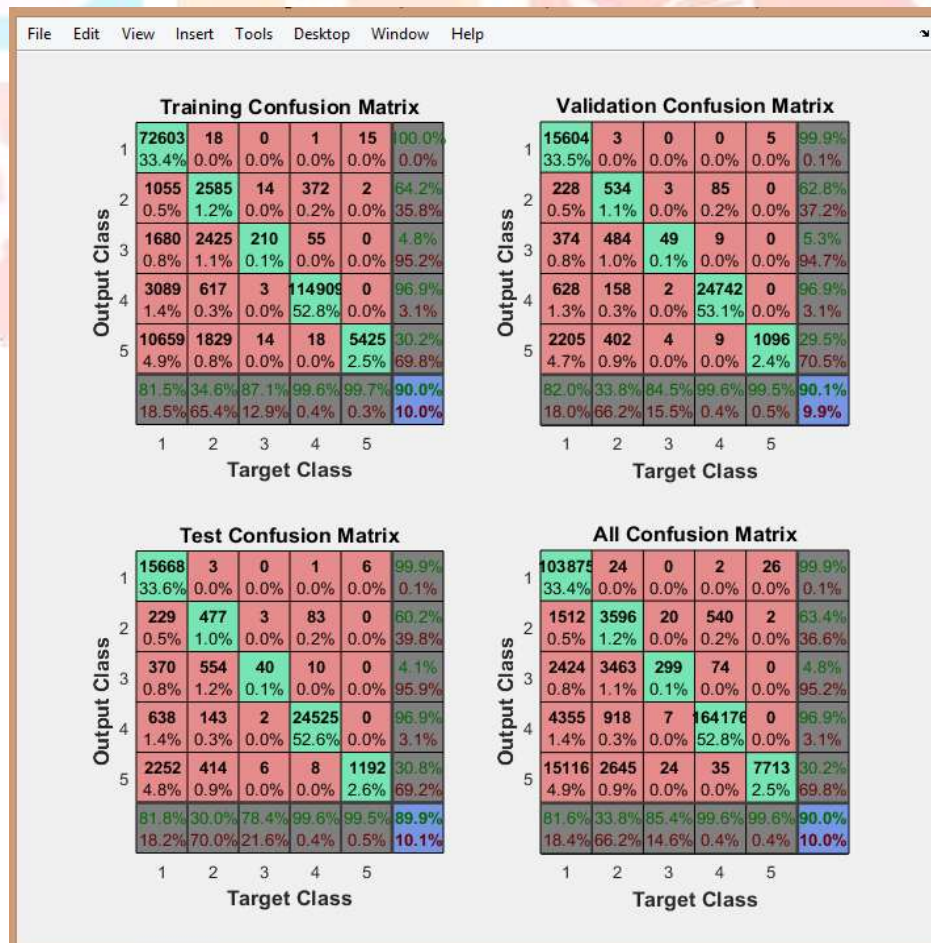 File Edit View Insert Tools Desktop Window Help
Training Confusion Matrix
Output Class
1 72603 18 0 1 15 100.0%
33.4% 0.0% 0.0% 0.0% 0.0% 0.0%
2 1055 2585 14 372 2 64.2%
0.5% 1.2% 0.0% 0.2% 0.0% 35.8%
3 1680 2425 210 55 0 4.8%
0.8% 1.1% 0.1% 0.0% 0.0% 95.2%
4 3089 617 3 114909 0 96.9%
1.4% 0.3% 0.0% 52.8% 0.0% 3.1%
5 10659 1829 14 18 5425 30.2%
4.9% 0.8% 0.0% 0.0% 2.5% 69.8%
81.5% 34.6% 87.1% 99.6% 99.7% 90.0%
18.5% 65.4% 12.9% 0.4% 0.3% 10.0%
1 2 3 4 5
Target Class
Validation Confusion Matrix
Output Class
1 15604 3 0 0 5 99.9%
33.5% 0.0% 0.0% 0.0% 0.0% 0.1%
2 228 534 3 85 0 62.8%
0.5% 1.1% 0.0% 0.2% 0.0% 37.2%
3 374 484 49 9 0 5.3%
0.8% 1.0% 0.1% 0.0% 0.0% 94.7%
4 628 158 2 24742 0 96.9%
1.3% 0.3% 0.0% 53.1% 0.0% 3.1%
5 2205 402 4 9 1096 29.5%
4.7% 0.9% 0.0% 0.0% 2.4% 70.5%
82.0% 33.8% 84.5% 99.6% 99.5% 90.1%
18.0% 66.2% 15.5% 0.4% 0.5% 9.9%
1 2 3 4 5
Target Class
Test Confusion Matrix
Output Class
1 15668 3 0 1 6 99.9%
33.6% 0.0% 0.0% 0.0% 0.0% 0.1%
2 229 477 3 83 0 60.2%
0.5% 1.0% 0.0% 0.2% 0.0% 39.8%
3 370 554 40 10 0 4.1%
0.8% 1.2% 0.1% 0.0% 0.0% 95.9%
4 638 143 2 24525 0 96.9%
1.4% 0.3% 0.0% 52.6% 0.0% 3.1%
5 2252 414 6 8 1192 30.8%
4.8% 0.9% 0.0% 0.0% 2.6% 69.2%
81.8% 30.0% 78.4% 99.6% 99.5% 89.9%
18.2% 70.0% 21.6% 0.4% 0.5% 10.1%
1 2 3 4 5
Target Class
All Confusion Matrix
Output Class
1 103875 24 0 2 26 99.9%
33.4% 0.0% 0.0% 0.0% 0.0% 0.1%
2 1512 3596 20 540 2 63.4%
0.5% 1.2% 0.0% 0.2% 0.0% 36.6%
3 2424 3463 299 74 0 4.8%
0.8% 1.1% 0.1% 0.0% 0.0% 95.2%
4 4355 918 7 164176 0 96.9%
1.4% 0.3% 0.0% 52.8% 0.0% 3.1%
5 15116 2645 24 35 7713 30.2%
4.9% 0.9% 0.0% 0.0% 2.5% 69.8%
81.6% 33.8% 85.4% 99.6% 99.6% 90.0%
18.4% 66.2% 14.6% 0.4% 0.4% 10.0%
1 2 3 4 5
Target Class